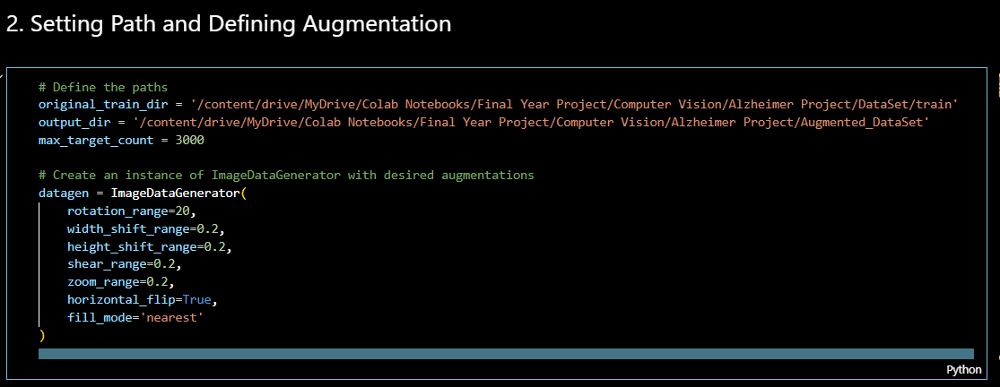 2. Setting Path and Defining Augmentation
# Define the paths
original_train_dir = '/content/drive/MyDrive/Colab Notebooks/Final Year Project/Computer Vision/Alzheimer Project/DataSet/train'
output_dir = '/content/drive/MyDrive/Colab Notebooks/Final Year Project/Computer Vision/Alzheimer Project/Augmented_DataSet'
max_target_count = 3000
# Create an instance of ImageDataGenerator with desired augmentations
datagen = ImageDataGenerator(
rotation_range=20,
width_shift_range=0.2,
height_shift_range=0.2,
shear_range=0.2,
zoom_range=0.2,
horizontal_flip=True,
fill_mode='nearest'
)
Python